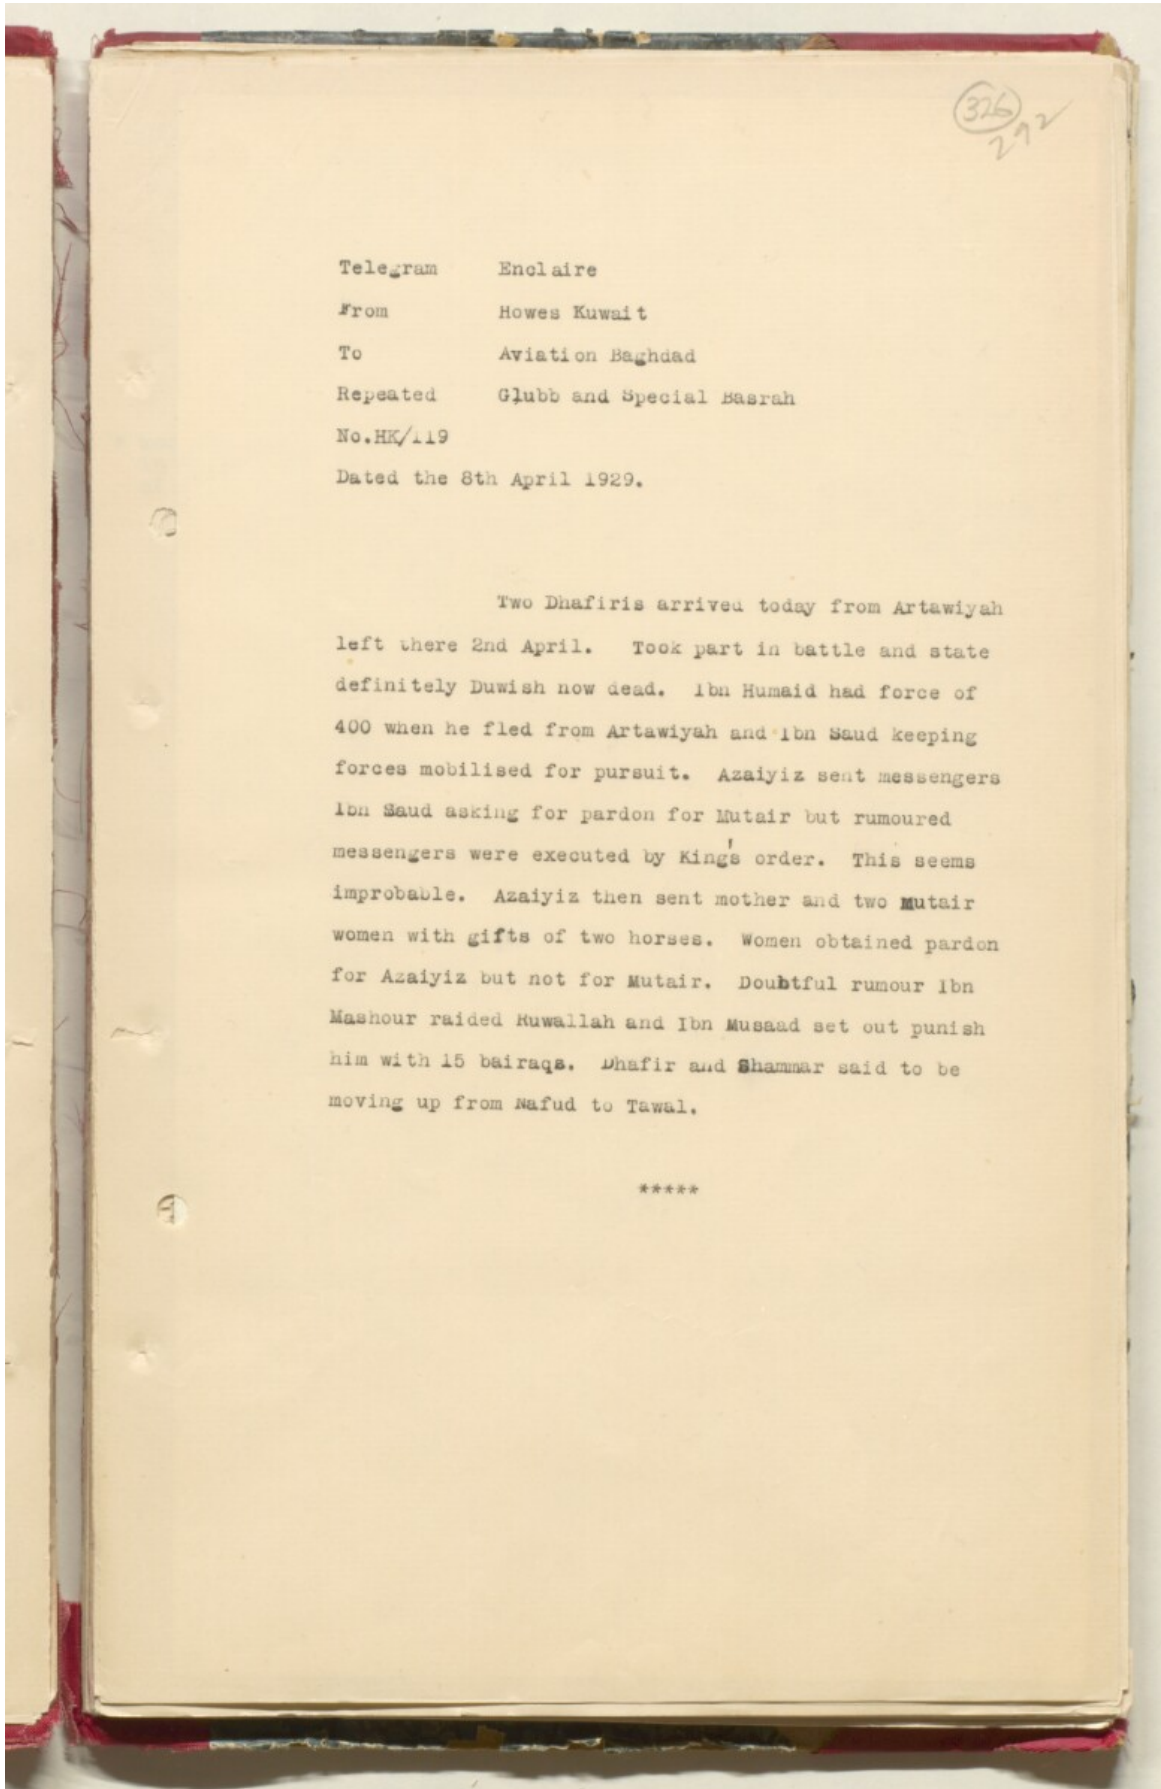 326
292
Telegram Enclaire
From Howes Kuwait
To Aviation Baghdad
Repeated Glubb and Special Basrah
No.HK/119
Dated the 8th April 1929.
Two Dhafiris arrived today from Artawiyah
left there 2nd April. Took part in battle and state
definitely Duwish now dead. Ibn Humaid had force of
400 when he fled from Artawiyah and Ibn Saud keeping
forces mobilised for pursuit. Azaiyiz sent messengers
Ibn Saud asking for pardon for Mutair but rumoured
messengers were executed by King's order. This seems
improbable. Azaiyiz then sent mother and two Mutair
women with gifts of two horses. Women obtained pardon
for Azaiyiz but not for Mutair. Doubtful rumour Ibn
Mashour raided Ruwallah and Ibn Musaad set out punish
him with 15 bairaqs. Dhafir and Shammar said to be
moving up from Nafud to Tawal.
*****